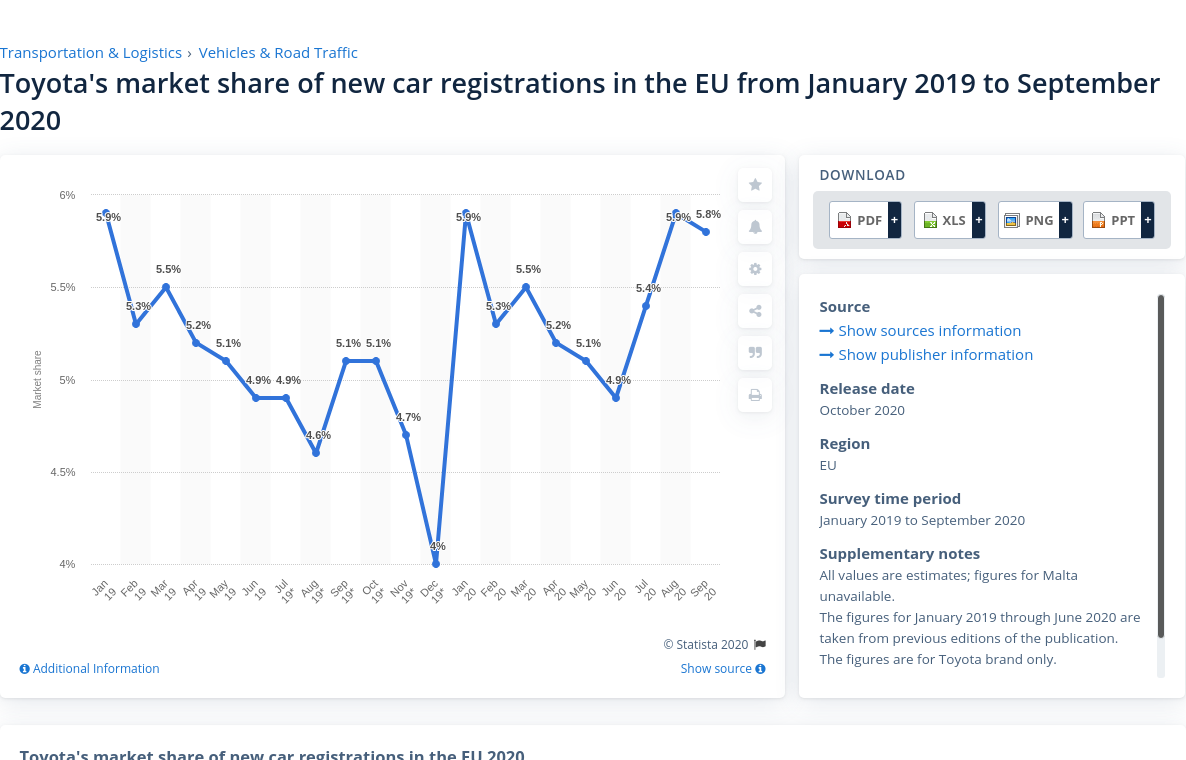 Transportation & Logistics › Vehicles & Road Traffic
Toyota's market share of new car registrations in the EU from January 2019 to September
2020
6%
5.5%
5%
4.5%
4%
Market share
5.9%
5.3%
5.5%
5.2%
5.1%
4.9%
4.9%
4.6%
5.1%
5.1%
4.7%
4%
5.9%
5.3%
5.5%
5.2%
5.1%
4.9%
5.4%
5.9%
5.8%
Jan 19
Feb 19
Mar 19
Apr 19
May 19
Jun 19
Jul 19*
Aug 19*
Sep 19*
Oct 19*
Nov 19*
Dec 19*
Jan 20
Feb 20
Mar 20
Apr 20
May 20
Jun 20
Jul 20
Aug 20
Sep 20
© Statista 2020
Additional Information
Show source
DOWNLOAD
PDF + XLS + PNG + PPT +
Source
Show sources information
Show publisher information
Release date
October 2020
Region
EU
Survey time period
January 2019 to September 2020
Supplementary notes
All values are estimates; figures for Malta
unavailable.
The figures for January 2019 through June 2020 are
taken from previous editions of the publication.
The figures are for Toyota brand only.
Toyota's market share of new car registrations in the EU 2020